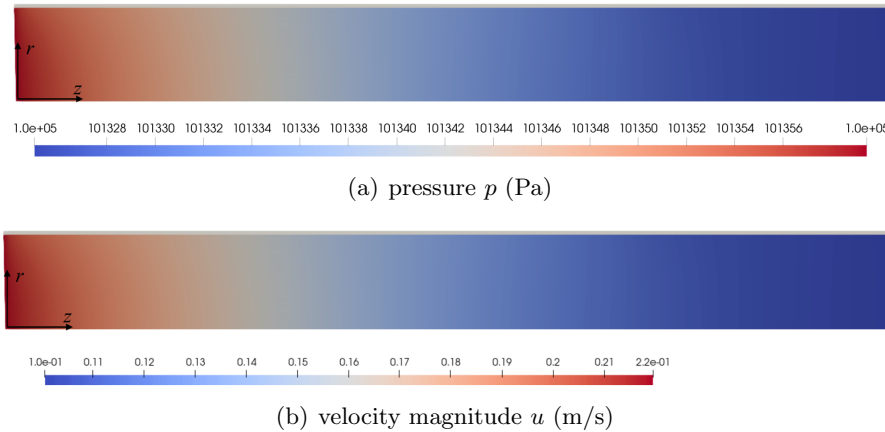 r
z
1.0e+05 101328 101330 101332 101334 101336 101338 101340 101342 101344 101346 101348 101350 101352 101354 101356 1.0e+05
(a) pressure p (Pa)
r
z
1.0e-01 0.11 0.12 0.13 0.14 0.15 0.16 0.17 0.18 0.19 0.2 0.21 2.2e-01
(b) velocity magnitude u (m/s)